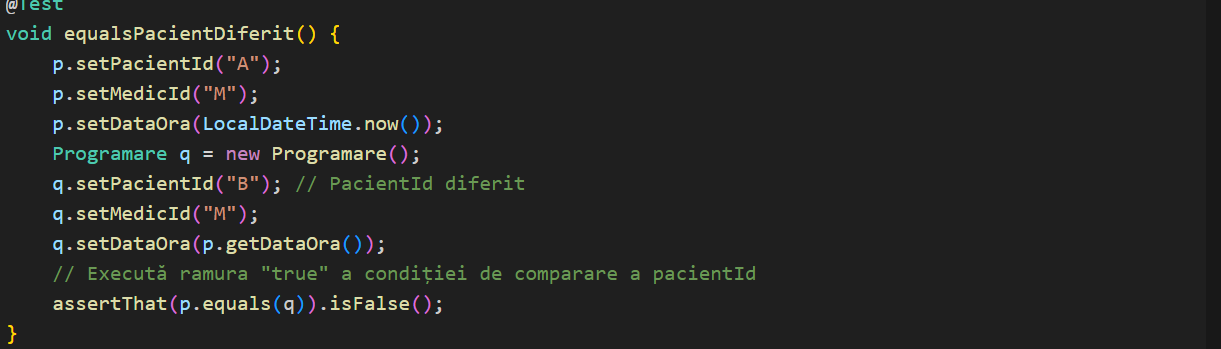 @Test
void equalsPacientDiferit() {
    p.setPacientId("A");
    p.setMedicId("M");
    p.setDataOra(LocalDateTime.now());
    Programare q = new Programare();
    q.setPacientId("B"); // PacientId diferit
    q.setMedicId("M");
    q.setDataOra(p.getDataOra());
    // Execută ramura "true" a condiției de comparare a pacientId
    assertThat(p.equals(q)).isFalse();
}